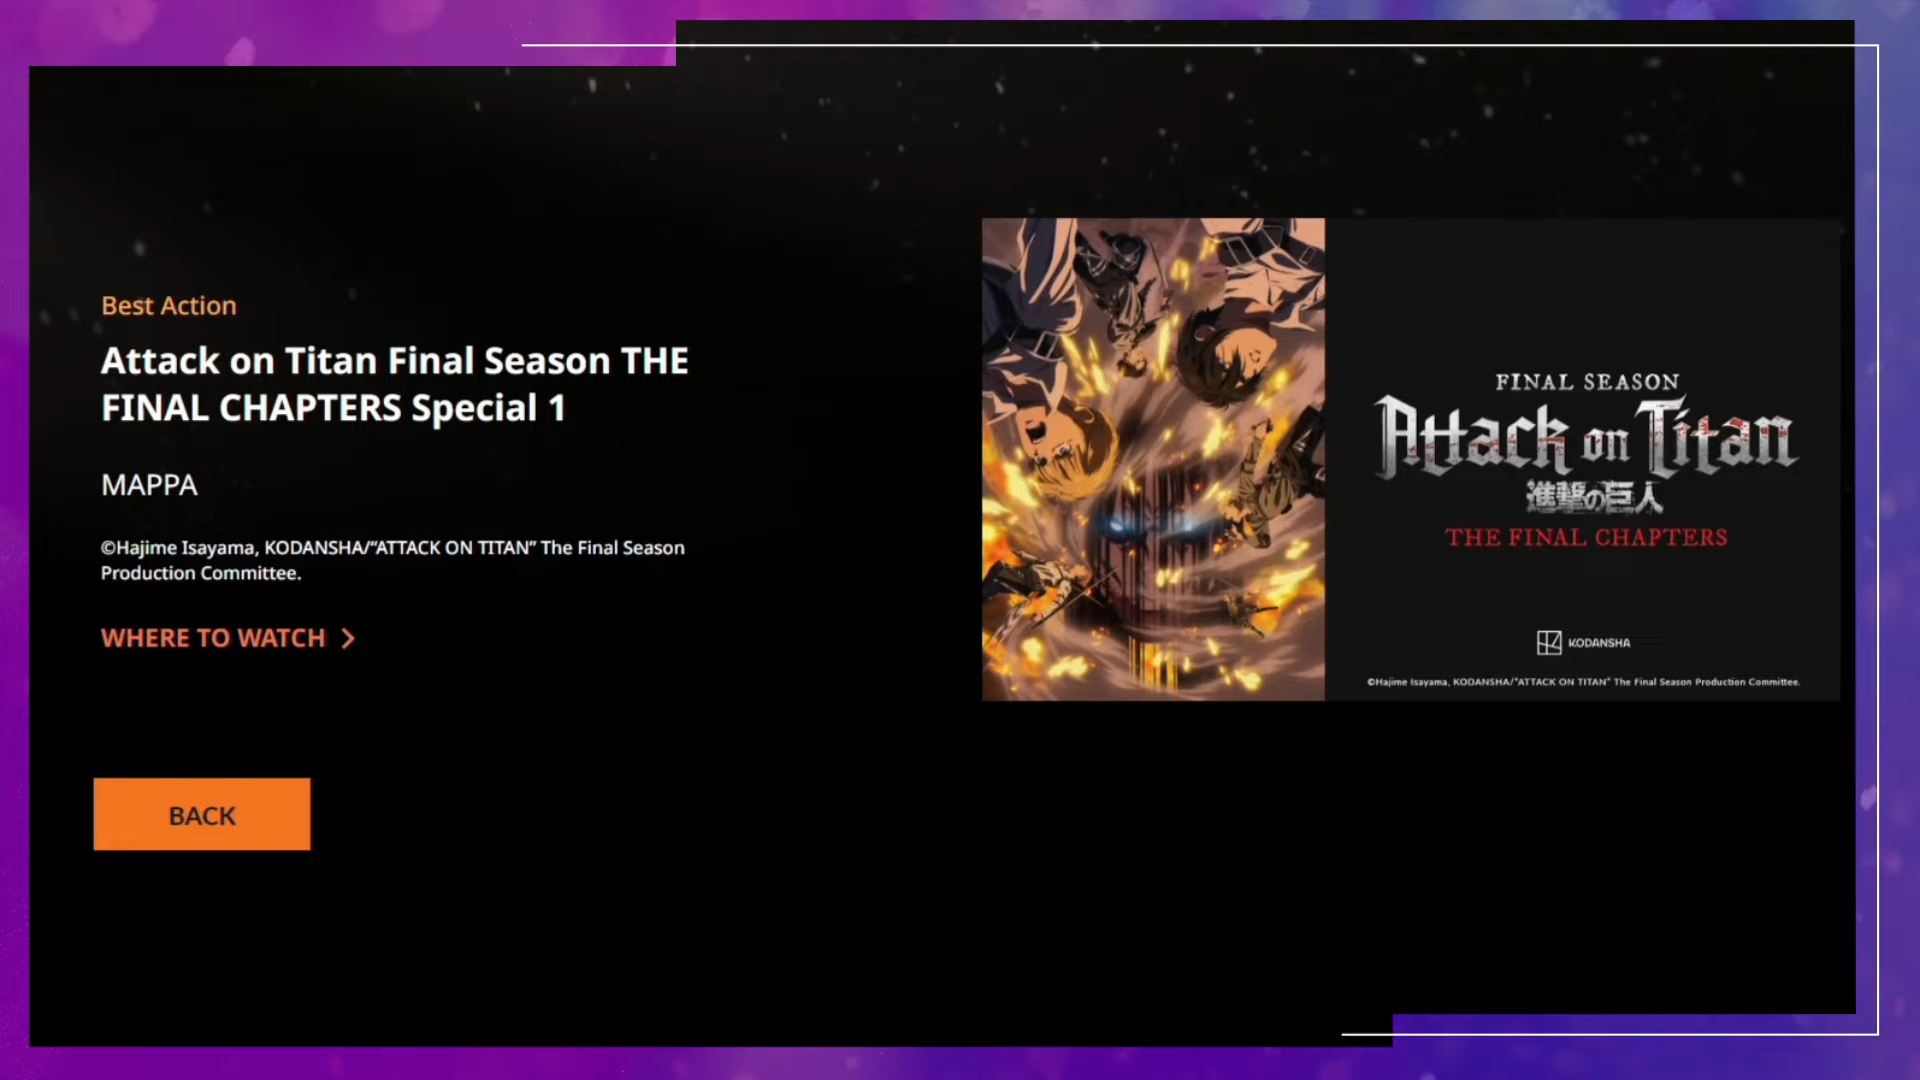 Best Action
Attack on Titan Final Season THE
FINAL CHAPTERS Special 1
MAPPA
©Hajime Isayama, KODANSHA/“ATTACK ON TITAN” The Final Season
Production Committee.
WHERE TO WATCH
BACK
FINAL SEASON
Attack on Titan
進撃の巨人
THE FINAL CHAPTERS
KODANSHA
©Hajime Isayama, KODANSHA/"ATTACK ON TITAN" The Final Season Production Committee.